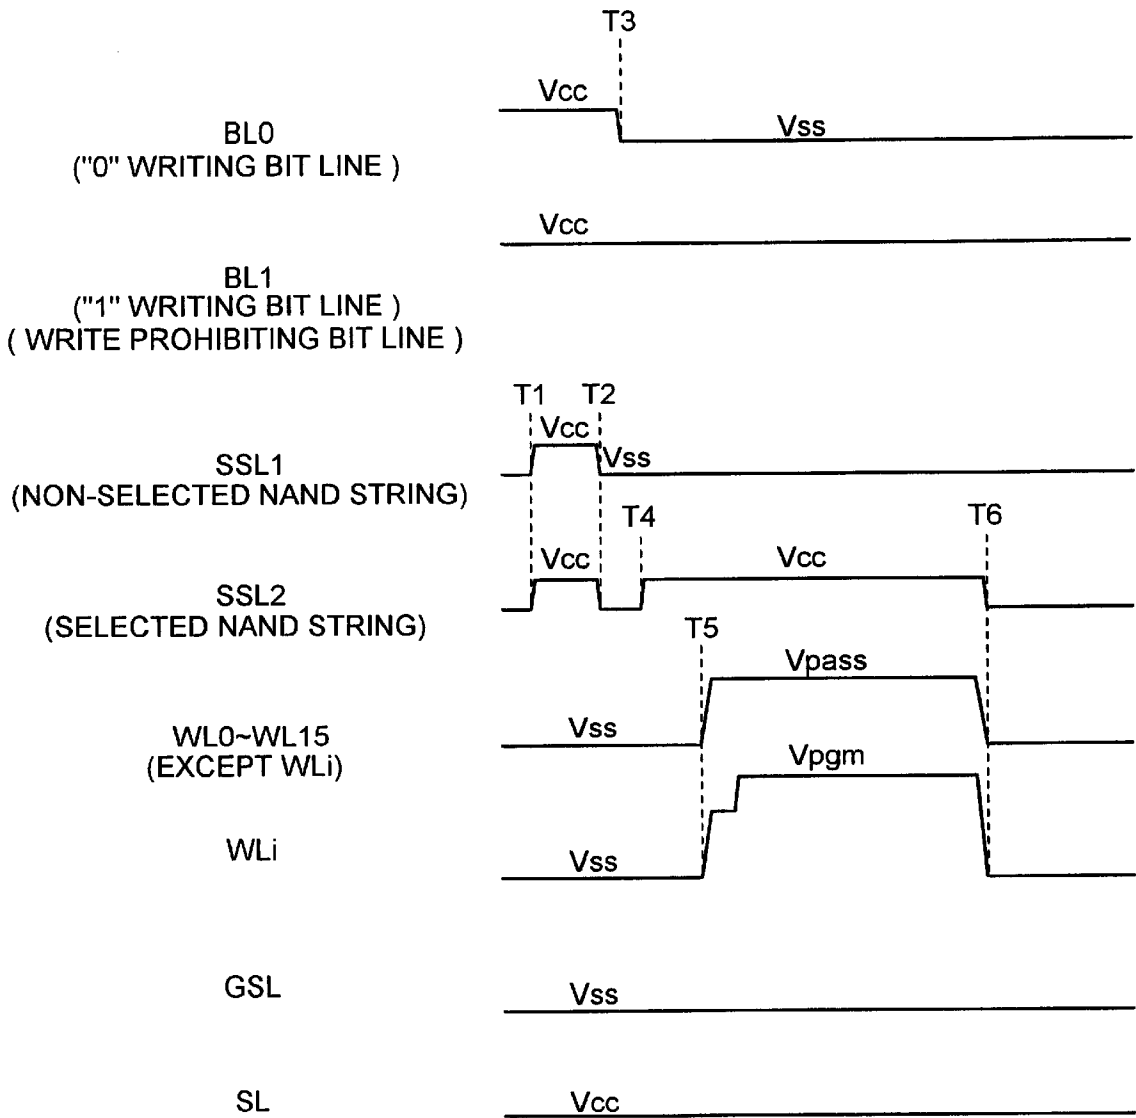 T3
Vcc
Vss
BL0
("0" WRITING BIT LINE )
Vcc
BL1
("1" WRITING BIT LINE )
( WRITE PROHIBITING BIT LINE )
T1 T2
Vcc
Vss
SSL1
(NON-SELECTED NAND STRING)
T4 T6
Vcc Vcc
SSL2
(SELECTED NAND STRING)
T5
Vpass
WL0~WL15
(EXCEPT WLi)
Vss
Vpgm
WLi
Vss
GSL
Vss
SL
Vcc